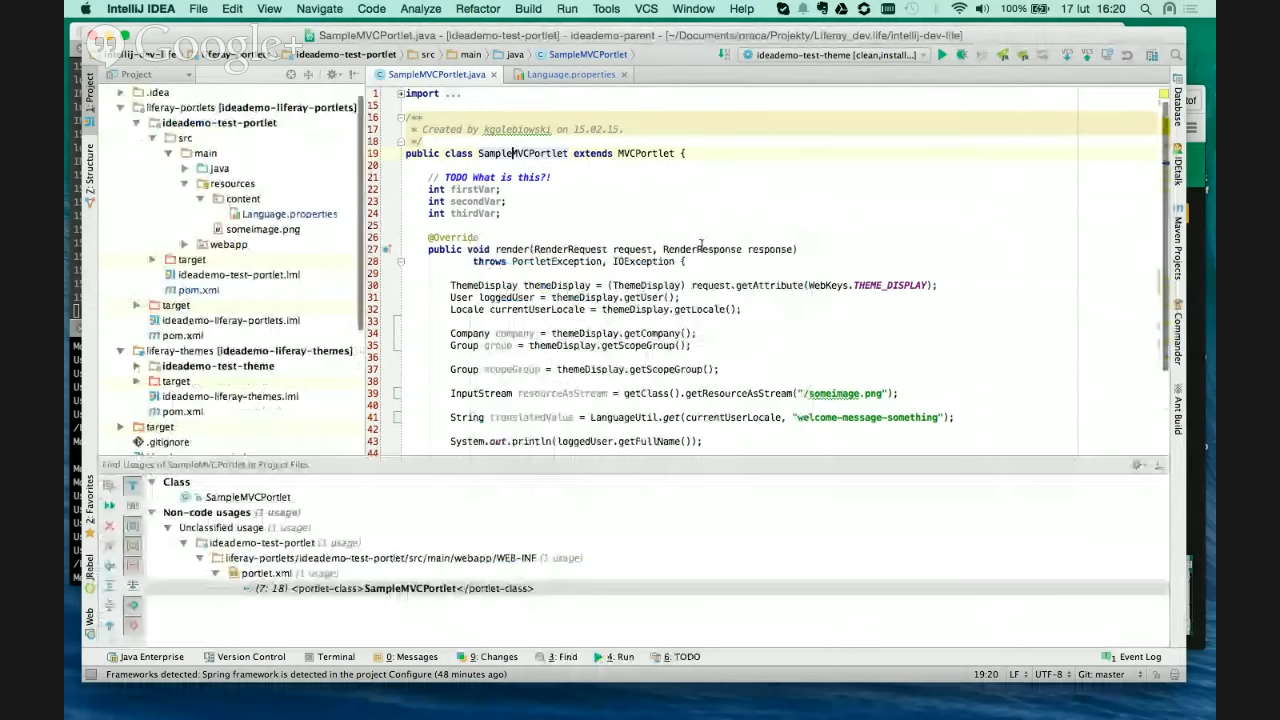 IntelliJ IDEA File Edit View Navigate Code Analyze Refactor Build Run Tools VCS Window Help 100% 17 lut 16:20
Google+
SampleMVCPortlet.java - [ideademo-test-portlet] - ideademo-parent - [~/Documents/praca/Projekty/Liferay_dev.life/intellij-dev-life]
ideademo-test-portlet src main java SampleMVCPortlet ideademo-test-theme [clean,install...]
Project SampleMVCPortlet.java Language.properties
1: Project
Z: Structure
2: Favorites
JRebel
Web
.idea
liferay-portlets [ideademo-liferay-portlets]
ideademo-test-portlet
src
main
java
resources
content
Language.properties
someimage.png
webapp
target
ideademo-test-portlet.iml
pom.xml
target
ideademo-liferay-portlets.iml
pom.xml
liferay-themes [ideademo-liferay-themes]
ideademo-test-theme
target
ideademo-liferay-themes.iml
pom.xml
target
.gitignore
1 import ...
15
16 /**
17 * Created by kgolebiowski on 15.02.15.
18 */
19 public class SampleMVCPortlet extends MVCPortlet {
20
21 // TODO What is this?!
22 int firstVar;
23 int secondVar;
24 int thirdVar;
25
26 @Override
27 public void render(RenderRequest request, RenderResponse response)
28 throws PortletException, IOException {
29
30 ThemeDisplay themeDisplay = (ThemeDisplay) request.getAttribute(WebKeys.THEME_DISPLAY);
31 User loggedUser = themeDisplay.getUser();
32 Locale currentUserLocale = themeDisplay.getLocale();
33
34 Company company = themeDisplay.getCompany();
35 Group group = themeDisplay.getScopeGroup();
36
37 Group scopeGroup = themeDisplay.getScopeGroup();
38
39 InputStream resourceAsStream = getClass().getResourceAsStream("/someimage.png");
40
41 String translatedValue = LanguageUtil.get(currentUserLocale, "welcome-message-something");
42
43 System.out.println(loggedUser.getFullName());
44
Database
IDEtalk
Maven Projects
Commander
Ant Build
Find Usages of SampleMVCPortlet in Project Files
Class
SampleMVCPortlet
Non-code usages (1 usage)
Unclassified usage (1 usage)
ideademo-test-portlet (1 usage)
liferay-portlets/ideademo-test-portlet/src/main/webapp/WEB-INF (1 usage)
portlet.xml (1 usage)
(7: 18) <portlet-class>SampleMVCPortlet</portlet-class>
Java Enterprise Version Control Terminal 0: Messages 9: Changes 3: Find 4: Run 6: TODO 1 Event Log
Frameworks detected: Spring framework is detected in the project Configure (48 minutes ago) 19:20 LF UTF-8 Git: master